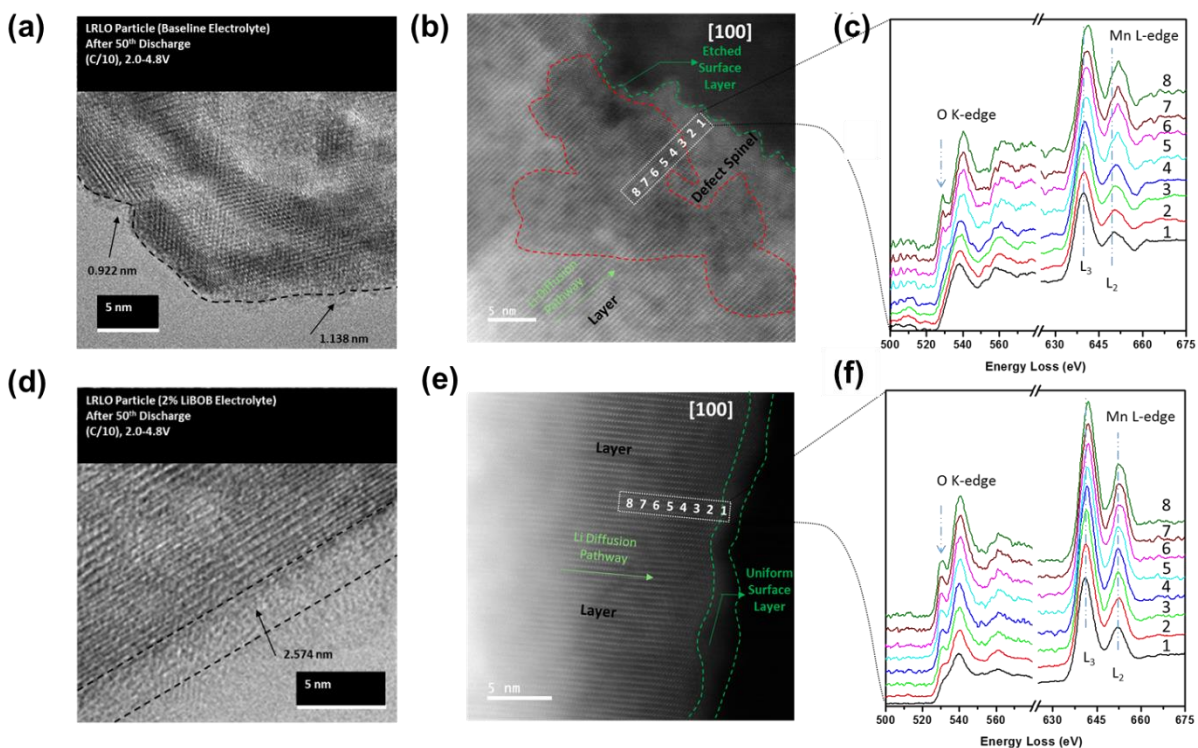 (a)
LRLO Particle (Baseline Electrolyte)
After 50th Discharge
(C/10), 2.0-4.8V
0.922 nm
5 nm
1.138 nm
(b)
[100]
Etched
Surface
Layer
1 2 3 4 5 6 7 8
Defect Spinel
Li Diffusion
Pathway
Layer
5 nm
(c)
Mn L-edge
O K-edge
8
7
6
5
4
3
2
1
L3
L2
500 520 540 560 630 645 660 675
Energy Loss (eV)
(d)
LRLO Particle (2% LiBOB Electrolyte)
After 50th Discharge
(C/10), 2.0-4.8V
2.574 nm
5 nm
(e)
[100]
Layer
8 7 6 5 4 3 2 1
Li Diffusion
Pathway
Layer
Uniform
Surface
Layer
5 nm
(f)
Mn L-edge
O K-edge
8
7
6
5
4
3
2
1
L3
L2
500 520 540 560 630 645 660 675
Energy Loss (eV)